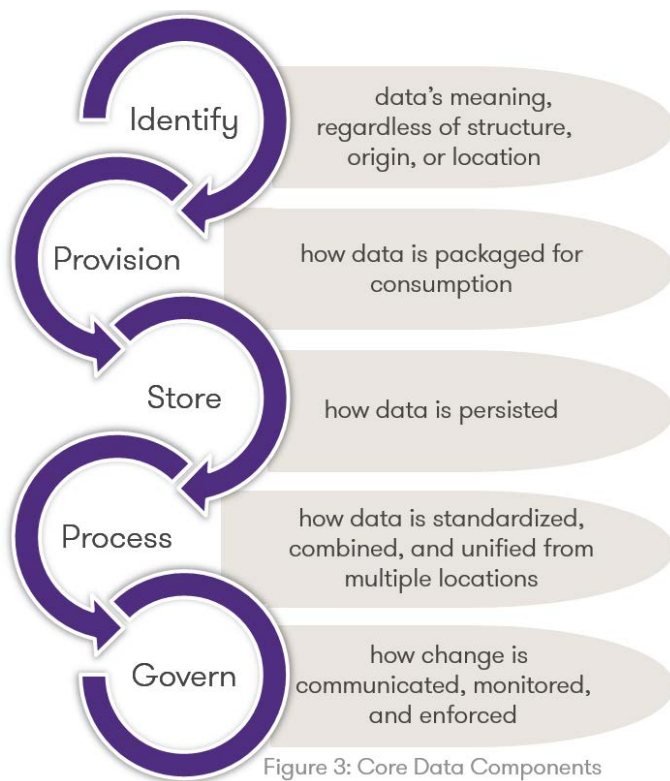 Identify
data's meaning,
regardless of structure,
origin, or location
Provision
how data is packaged for
consumption
Store
how data is persisted
Process
how data is standardized,
combined, and unified from
multiple locations
Govern
how change is
communicated, monitored,
and enforced
Figure 3: Core Data Components